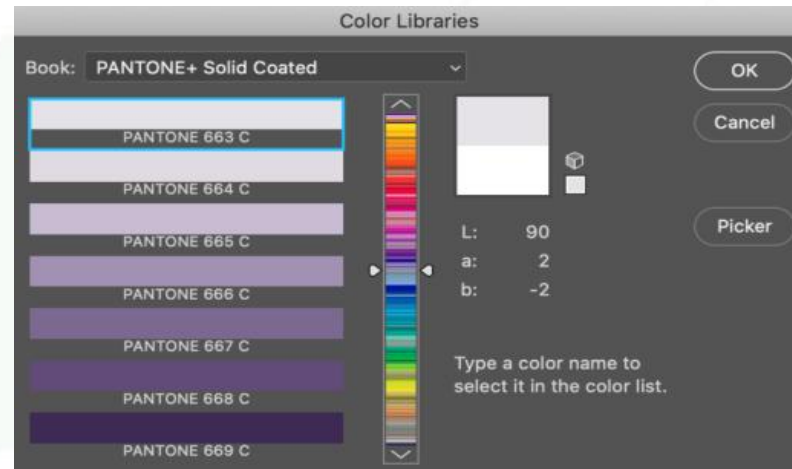 Color Libraries
Book: PANTONE+ Solid Coated
OK
Cancel
Picker
PANTONE 663 C
PANTONE 664 C
PANTONE 665 C
PANTONE 666 C
PANTONE 667 C
PANTONE 668 C
PANTONE 669 C
L: 90
a: 2
b: -2
Type a color name to
select it in the color list.